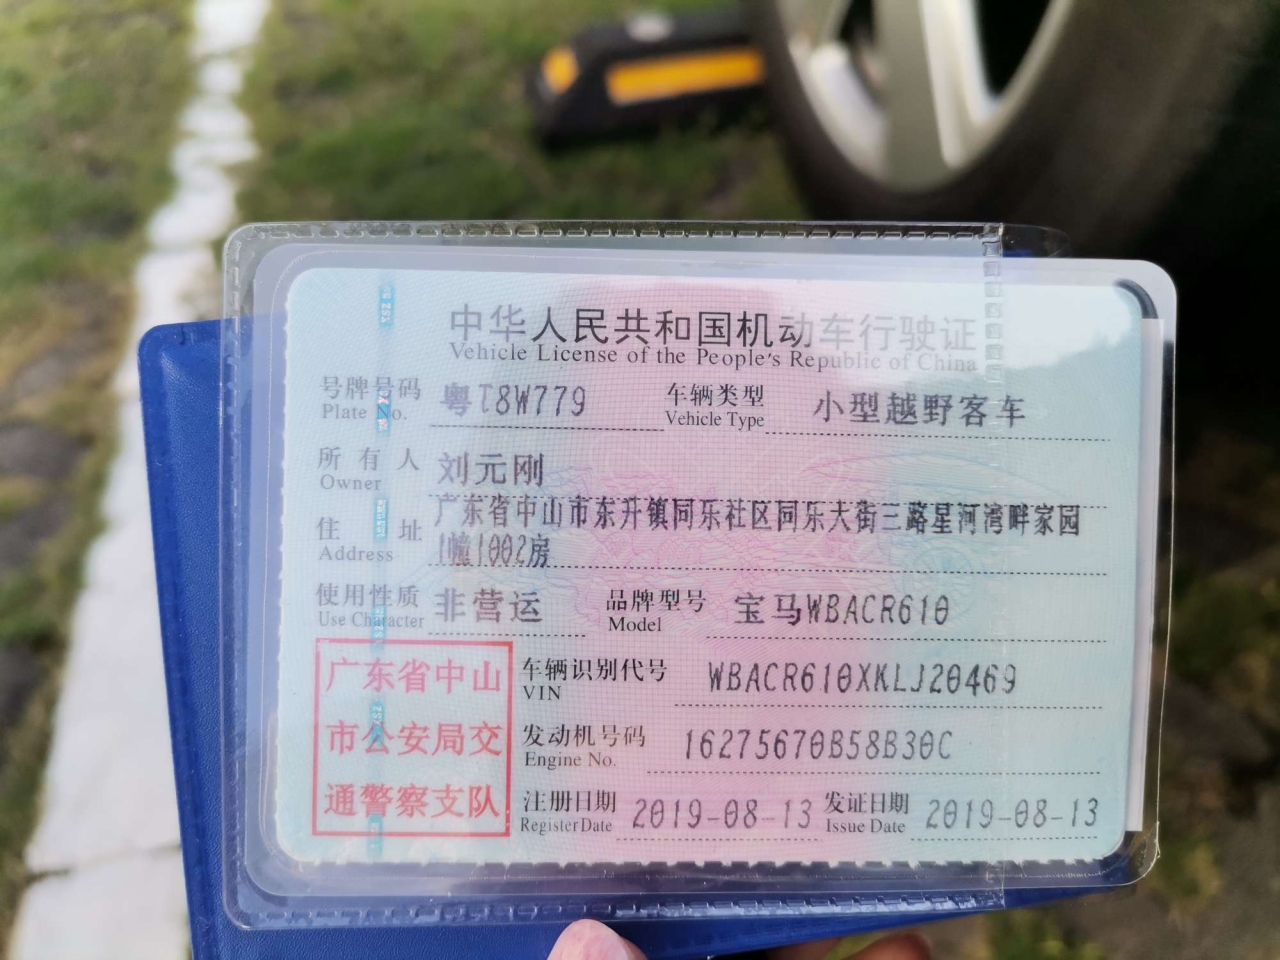 中华人民共和国机动车行驶证
Vehicle License of the People's Republic of China
号牌号码 粤T8W779 车辆类型 小型越野客车
Plate No. Vehicle Type
所有人 刘元刚
Owner
住址 广东省中山市东升镇同乐社区同乐大街三路星河湾畔家园
Address 1幢1002房
使用性质 非营运 品牌型号 宝马WBACR610
Use Character Model
车辆识别代号 WBACR610XKLJ20469
VIN
发动机号码 16275670B58B30C
Engine No.
注册日期 2019-08-13 发证日期 2019-08-13
Register Date Issue Date
广东省中山
市公安局交
通警察支队